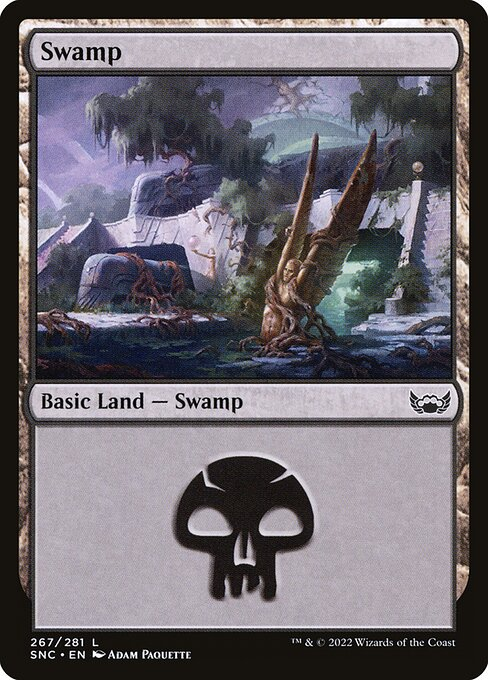 Swamp
Basic Land — Swamp
267/281 L
SNC • EN Adam Paquette
™ & © 2022 Wizards of the Coast